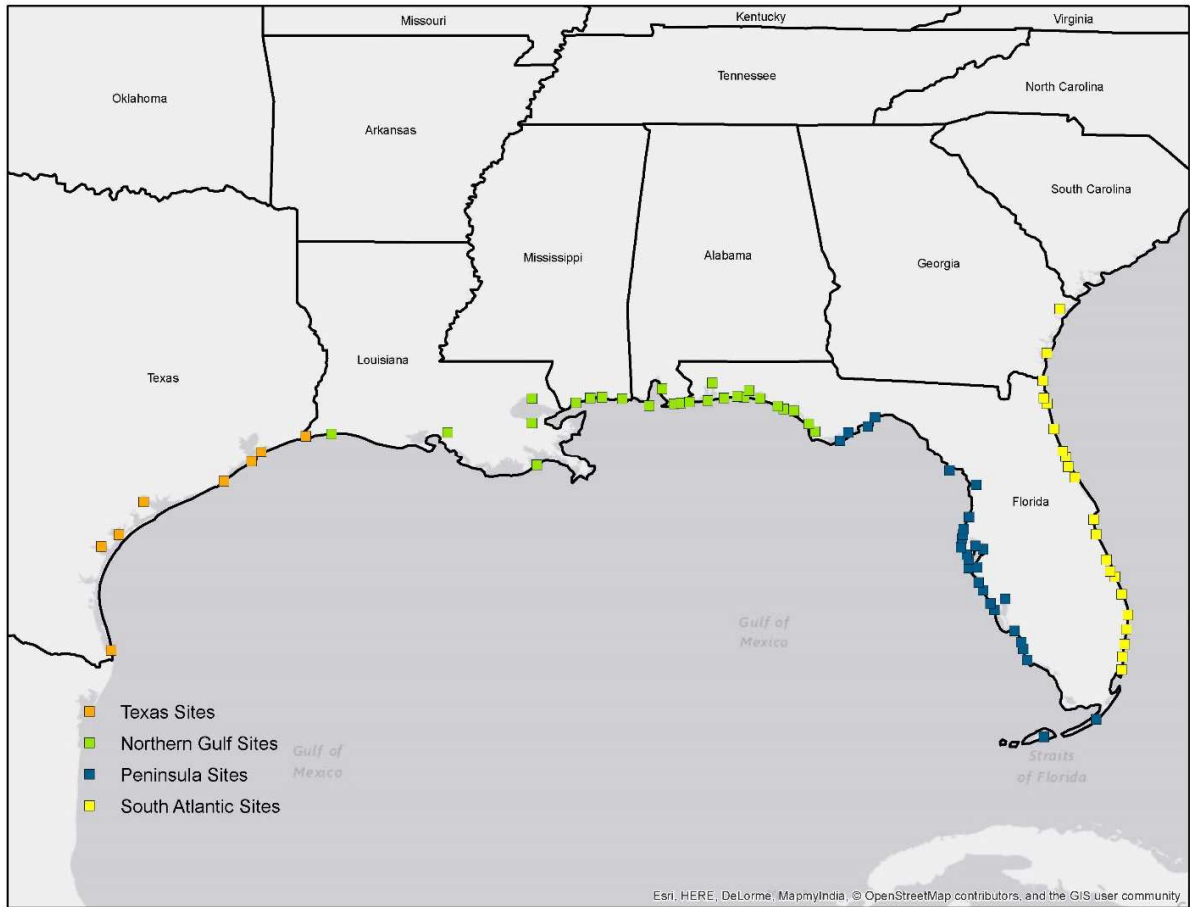 Missouri
Kentucky
Virginia
Oklahoma
Arkansas
Tennessee
North Carolina
South Carolina
Mississippi
Alabama
Georgia
Texas
Louisiana
Florida
Gulf of
Mexico
Texas Sites
Northern Gulf Sites
Peninsula Sites
South Atlantic Sites
Gulf of
Mexico
Straits
of Florida
Esri, HERE, DeLorme, MapmyIndia, © OpenStreetMap contributors, and the GIS user community